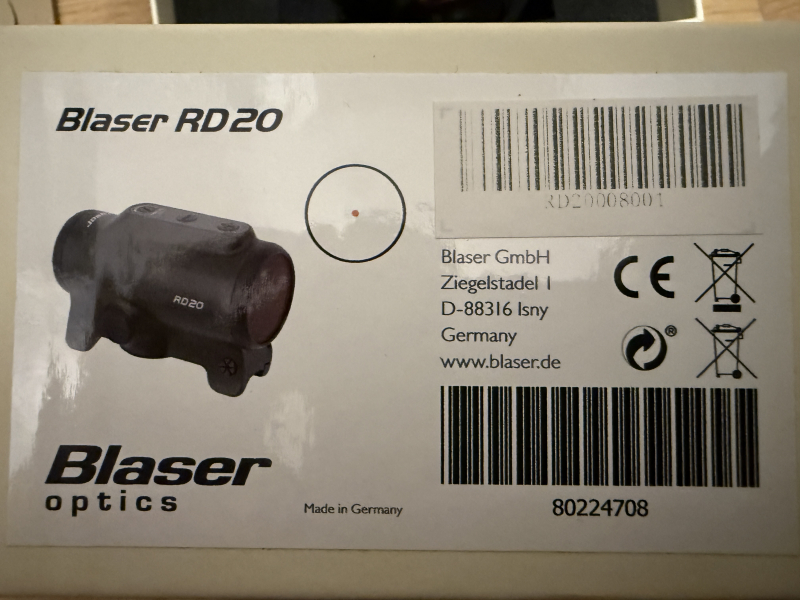 Blaser RD20
RD20008001
RD20
Blaser GmbH
Ziegelstadel 1
D-88316 Isny
Germany
www.blaser.de
CE
®
Blaser
optics
Made in Germany
80224708